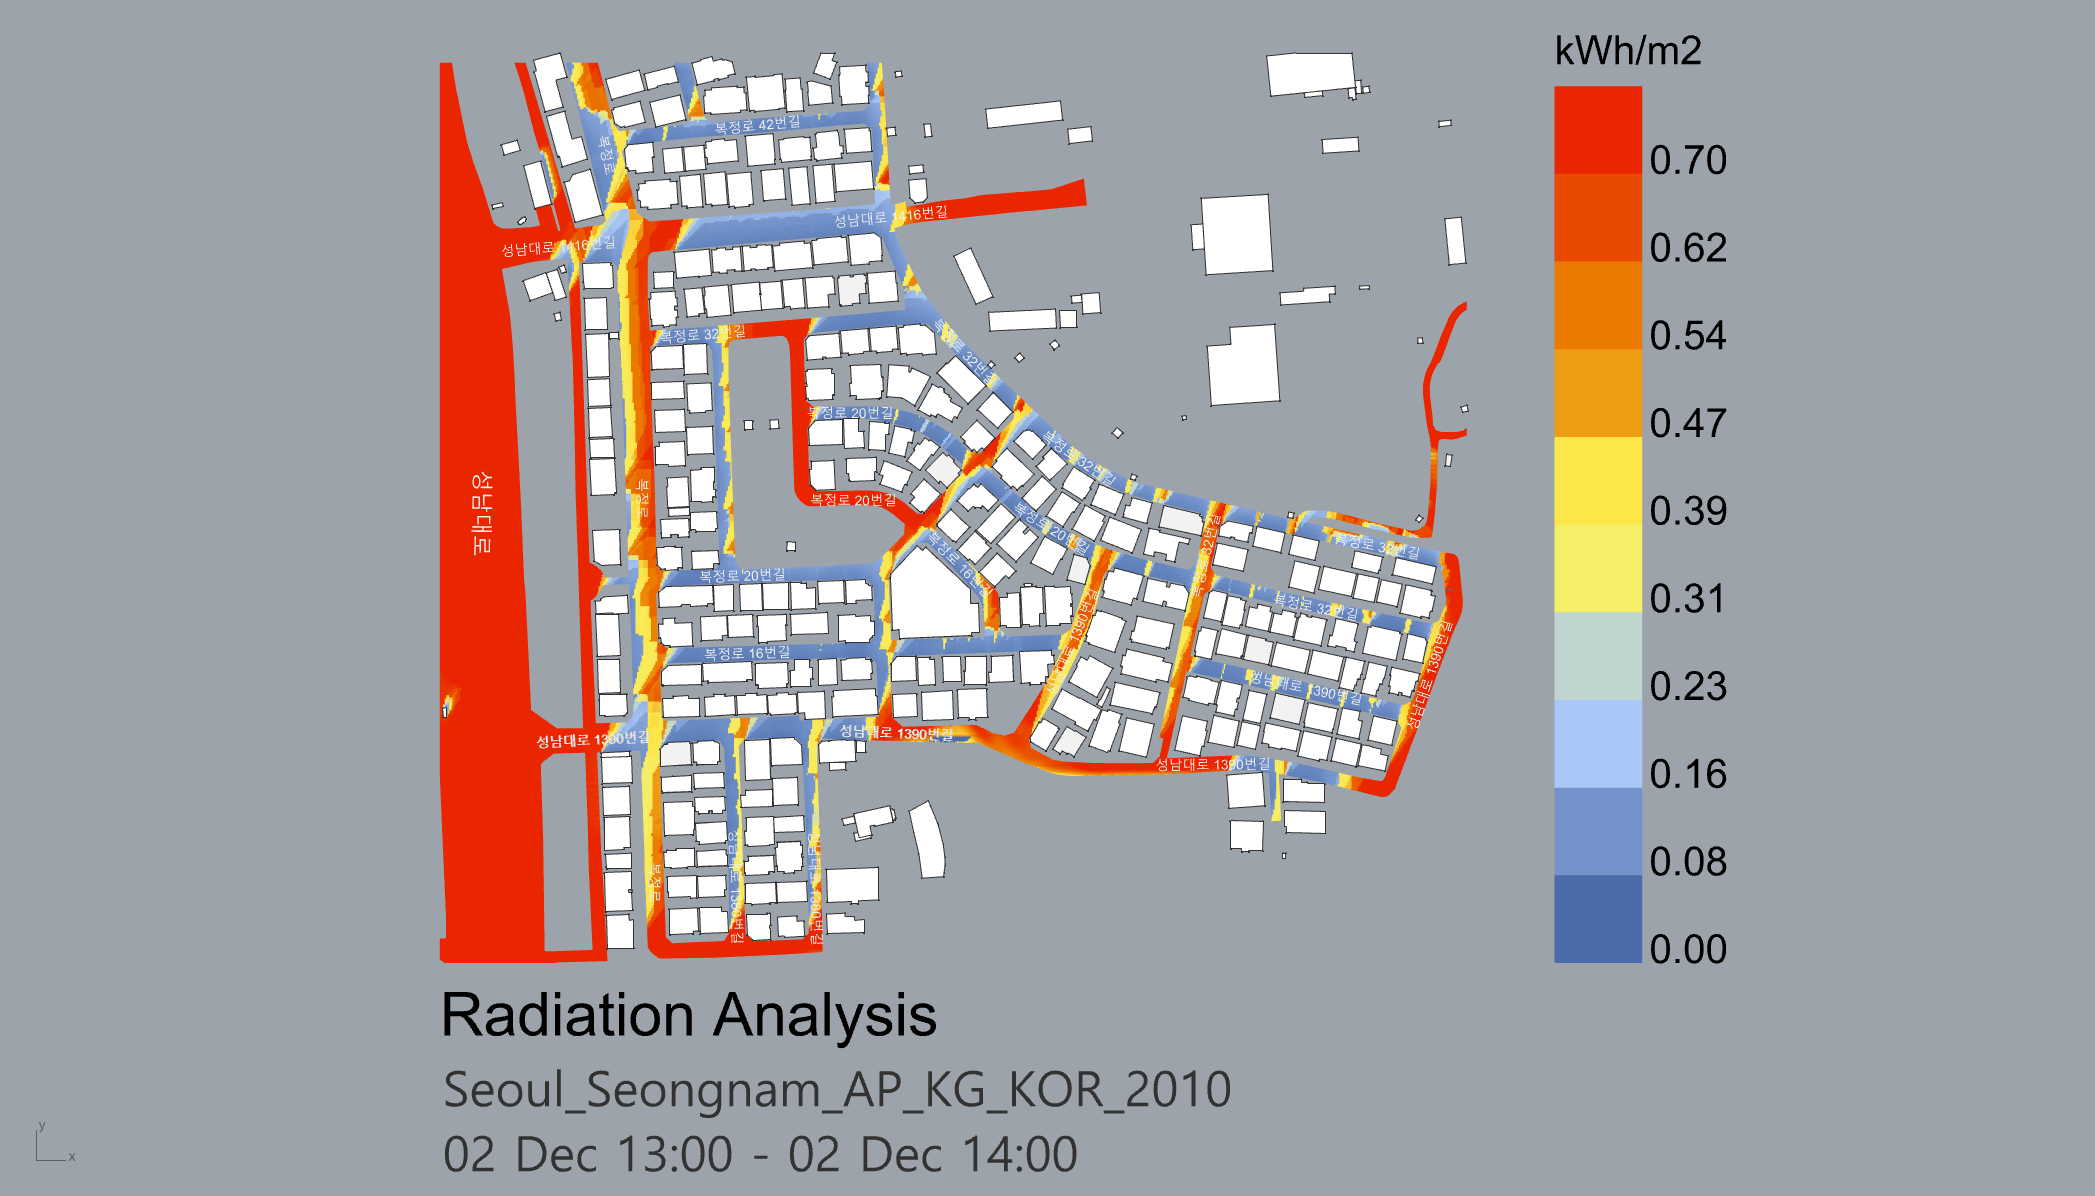 kWh/m2
0.70
0.62
0.54
0.47
0.39
0.31
0.23
0.16
0.08
0.00
복정로 42번길
복정로
성남대로 1416번길
성남대로 1416번길
복정로 32번길
복정로 32번길
복정로 20번길
복정로 32번길
성남대로
복정로
복정로 20번길
복정로 20번길
복정로 32번길
복정로 32번길
복정로 16번길
복정로 20번길
복정로 32번길
성남대로 1390번길
복정로 16번길
성남대로 1390번길
성남대로 1390번길
성남대로 1390번길
성남대로 1390번길
성남대로 1390번길
복정로
Radiation Analysis
Seoul_Seongnam_AP_KG_KOR_2010
02 Dec 13:00 - 02 Dec 14:00
y
x